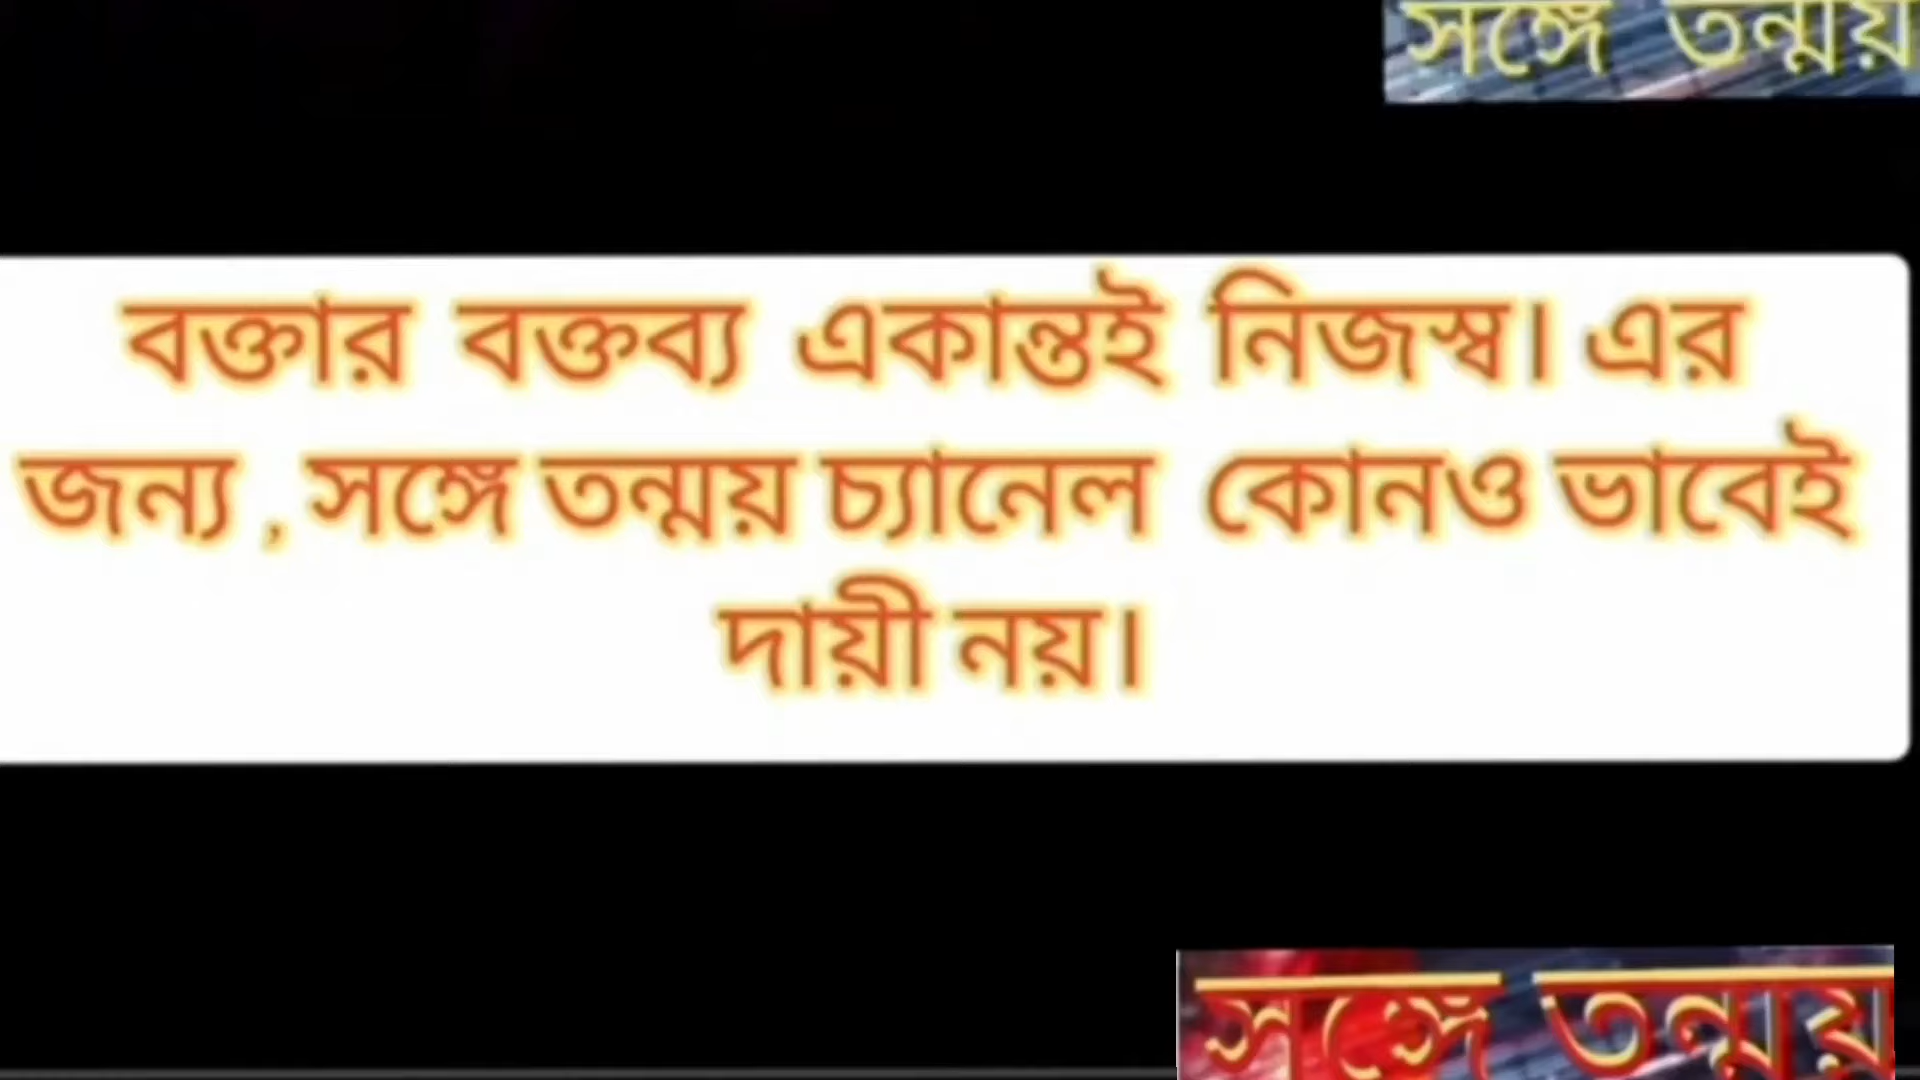 সঙ্গে তন্ময়
বক্তার বক্তব্য একান্তই নিজস্ব। এর
জন্য , সঙ্গে তন্ময় চ্যানেল কোনও ভাবেই
দায়ী নয়।
সঙ্গে তন্ময়